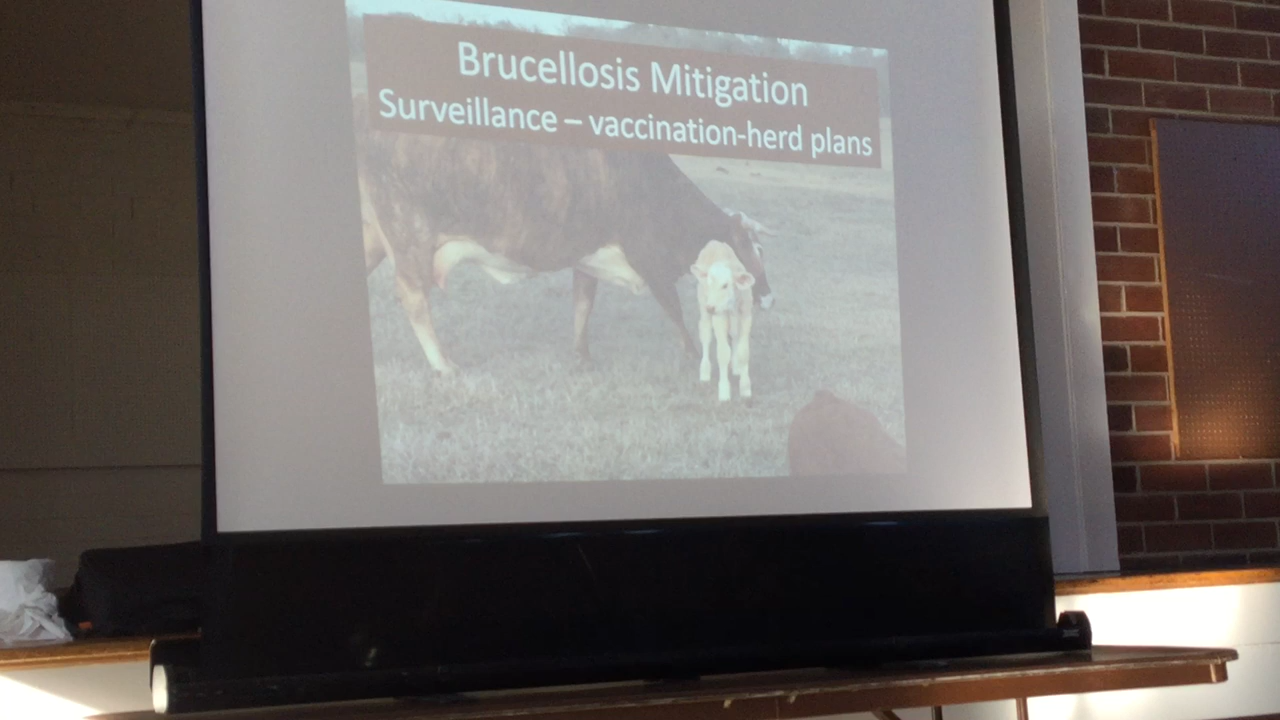 Brucellosis Mitigation
Surveillance – vaccination-herd plans